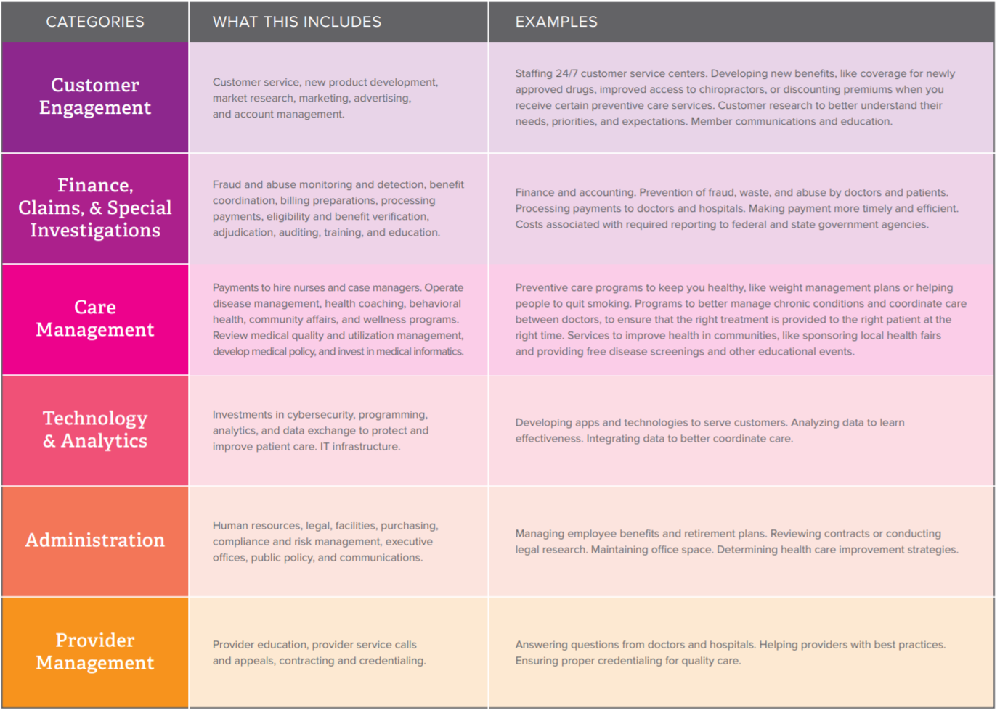 CATEGORIES
WHAT THIS INCLUDES
EXAMPLES
Customer
Engagement
Customer service, new product development,
market research, marketing, advertising,
and account management.
Staffing 24/7 customer service centers. Developing new benefits, like coverage for newly
approved drugs, improved access to chiropractors, or discounting premiums when you
receive certain preventive care services. Customer research to better understand their
needs, priorities, and expectations. Member communications and education.
Finance,
Claims, & Special
Investigations
Fraud and abuse monitoring and detection, benefit
coordination, billing preparations, processing
payments, eligibility and benefit verification,
adjudication, auditing, training, and education.
Finance and accounting. Prevention of fraud, waste, and abuse by doctors and patients.
Processing payments to doctors and hospitals. Making payment more timely and efficient.
Costs associated with required reporting to federal and state government agencies.
Care
Management
Payments to hire nurses and case managers. Operate
disease management, health coaching, behavioral
health, community affairs, and wellness programs.
Review medical quality and utilization management,
develop medical policy, and invest in medical informatics.
Preventive care programs to keep you healthy, like weight management plans or helping
people to quit smoking. Programs to better manage chronic conditions and coordinate care
between doctors, to ensure that the right treatment is provided to the right patient at the
right time. Services to improve health in communities, like sponsoring local health fairs
and providing free disease screenings and other educational events.
Technology
& Analytics
Investments in cybersecurity, programming,
analytics, and data exchange to protect and
improve patient care. IT infrastructure.
Developing apps and technologies to serve customers. Analyzing data to learn
effectiveness. Integrating data to better coordinate care.
Administration
Human resources, legal, facilities, purchasing,
compliance and risk management, executive
offices, public policy, and communications.
Managing employee benefits and retirement plans. Reviewing contracts or conducting
legal research. Maintaining office space. Determining health care improvement strategies.
Provider
Management
Provider education, provider service calls
and appeals, contracting and credentialing.
Answering questions from doctors and hospitals. Helping providers with best practices.
Ensuring proper credentialing for quality care.